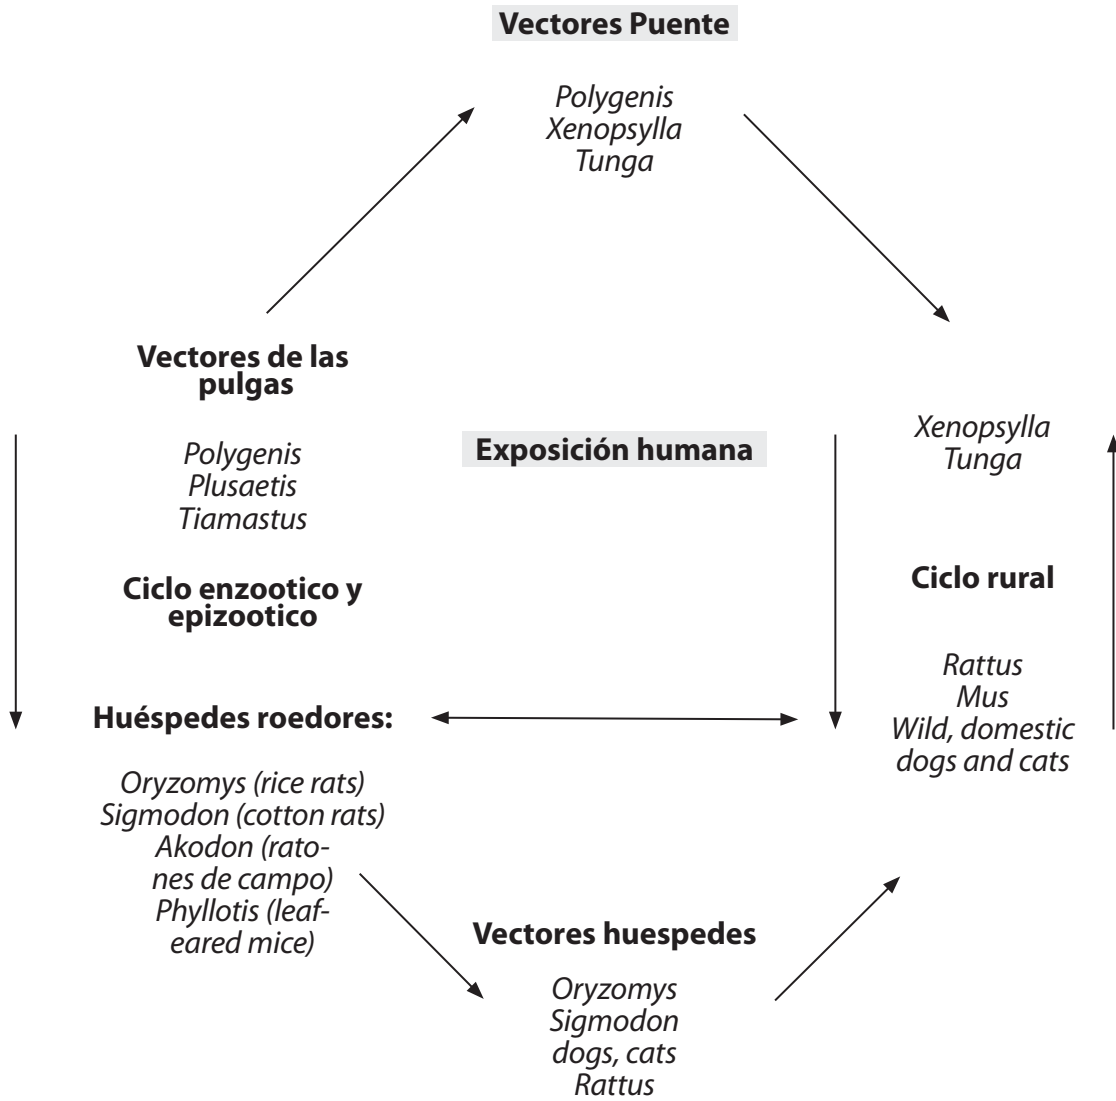 Vectores Puente
Polygenis
Xenopsylla
Tunga
Vectores de las
pulgas
Polygenis
Plusaetis
Tiamastus
Ciclo enzootico y
epizootico
Huéspedes roedores:
Oryzomys (rice rats)
Sigmodon (cotton rats)
Akodon (rato-
nes de campo)
Phyllotis (leaf-
eared mice)
Exposición humana
Xenopsylla
Tunga
Ciclo rural
Rattus
Mus
Wild, domestic
dogs and cats
Vectores huespedes
Oryzomys
Sigmodon
dogs, cats
Rattus